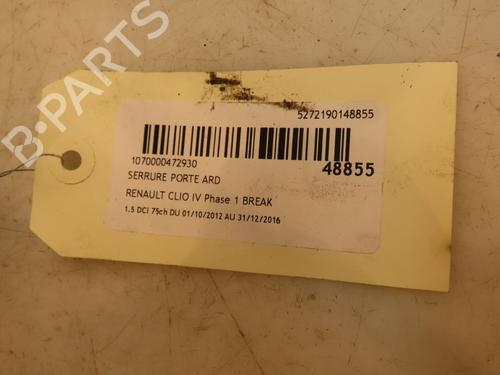 B-PARTS
5272190148855
1070000472930
48855
SERRURE PORTE ARD
RENAULT CLIO IV Phase 1 BREAK
1.5 DCI 75ch DU 01/10/2012 AU 31/12/2016